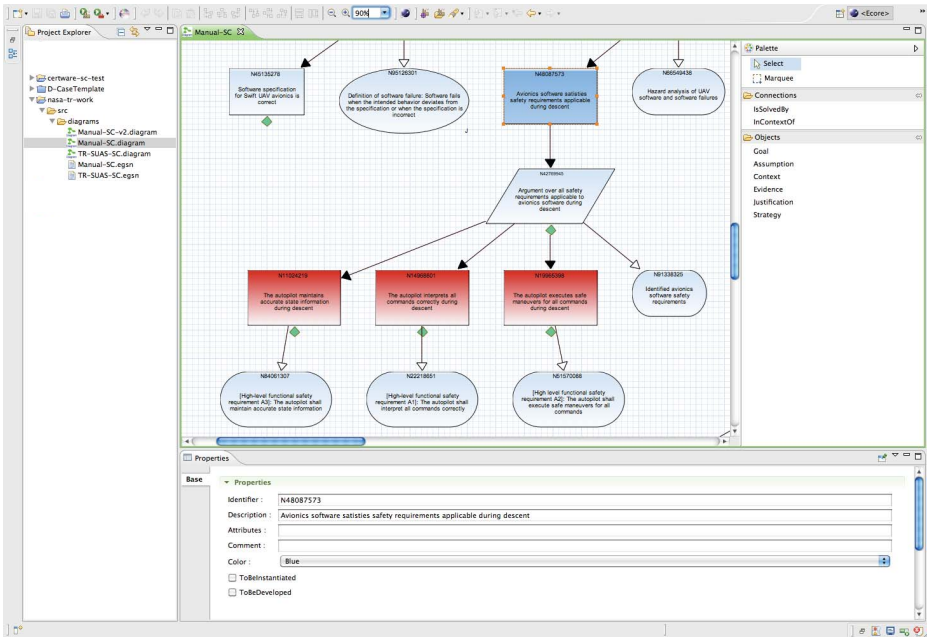 90%
<Ecore>
»
Project Explorer
certware-sc-test
D-CaseTemplate
nasa-tr-work
src
diagrams
Manual-SC-v2.diagram
Manual-SC.diagram
TR-SUAS-SC.diagram
Manual-SC.egsn
TR-SUAS-SC.egsn
Manual-SC
N45135278
Software specification
for Swift UAV avionics is
correct
N95126301
Definition of software failure: Software fails
when the intended behavior deviates from
the specification or when the specification is
incorrect
N48087573
Avionics software satisties
safety requirements applicable
during descent
N66549438
Hazard analysis of UAV
software and software failures
Argument over all safety
requirements applicable to
avionics software during
descent
N11024219
The autopilot maintains
accurate state information
during descent
The autopilot interprets all
commands correctly during
descent
The autopilot executes safe
maneuvers for all commands
during descent
N91338325
Identified avionics
software safety
requirements
N84061307
[High level functional safety
requirement A3]: The autopilot shall
maintain accurate state information
N22218651
[High-level functional safety
requirement A1]: The autopilot shall
interpret all commands correctly
N51570088
[High level functional safety
requirement A2]: The autopilot shall
execute safe maneuvers for all
commands
Palette
Select
Marquee
Connections
IsSolvedBy
InContextOf
Objects
Goal
Assumption
Context
Evidence
Justification
Strategy
Properties
Base
Properties
Identifier :
N48087573
Description :
Avionics software satisties safety requirements applicable during descent
Attributes :
Comment :
Color :
Blue
ToBeInstantiated
ToBeDeveloped